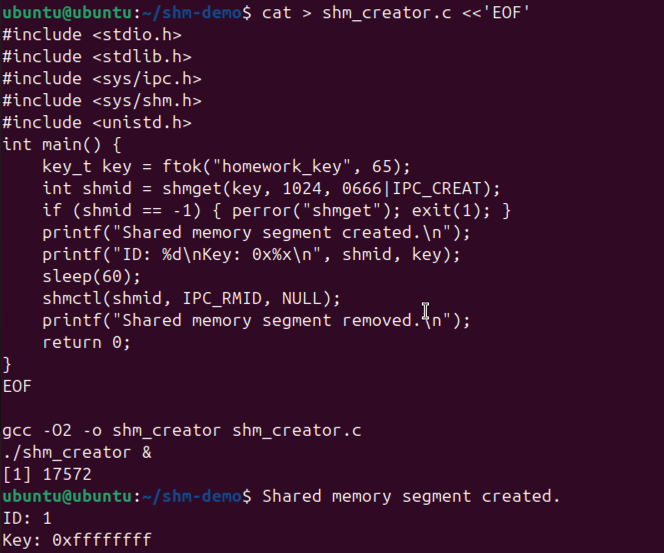 ubuntu@ubuntu:~/shm-demo$ cat > shm_creator.c <<'EOF'
#include <stdio.h>
#include <stdlib.h>
#include <sys/ipc.h>
#include <sys/shm.h>
#include <unistd.h>
int main() {
    key_t key = ftok("homework_key", 65);
    int shmid = shmget(key, 1024, 0666|IPC_CREAT);
    if (shmid == -1) { perror("shmget"); exit(1); }
    printf("Shared memory segment created.\n");
    printf("ID: %d\nKey: 0x%x\n", shmid, key);
    sleep(60);
    shmctl(shmid, IPC_RMID, NULL);
    printf("Shared memory segment removed.\n");
    return 0;
}
EOF

gcc -O2 -o shm_creator shm_creator.c
./shm_creator &
[1] 17572
ubuntu@ubuntu:~/shm-demo$ Shared memory segment created.
ID: 1
Key: 0xffffffff